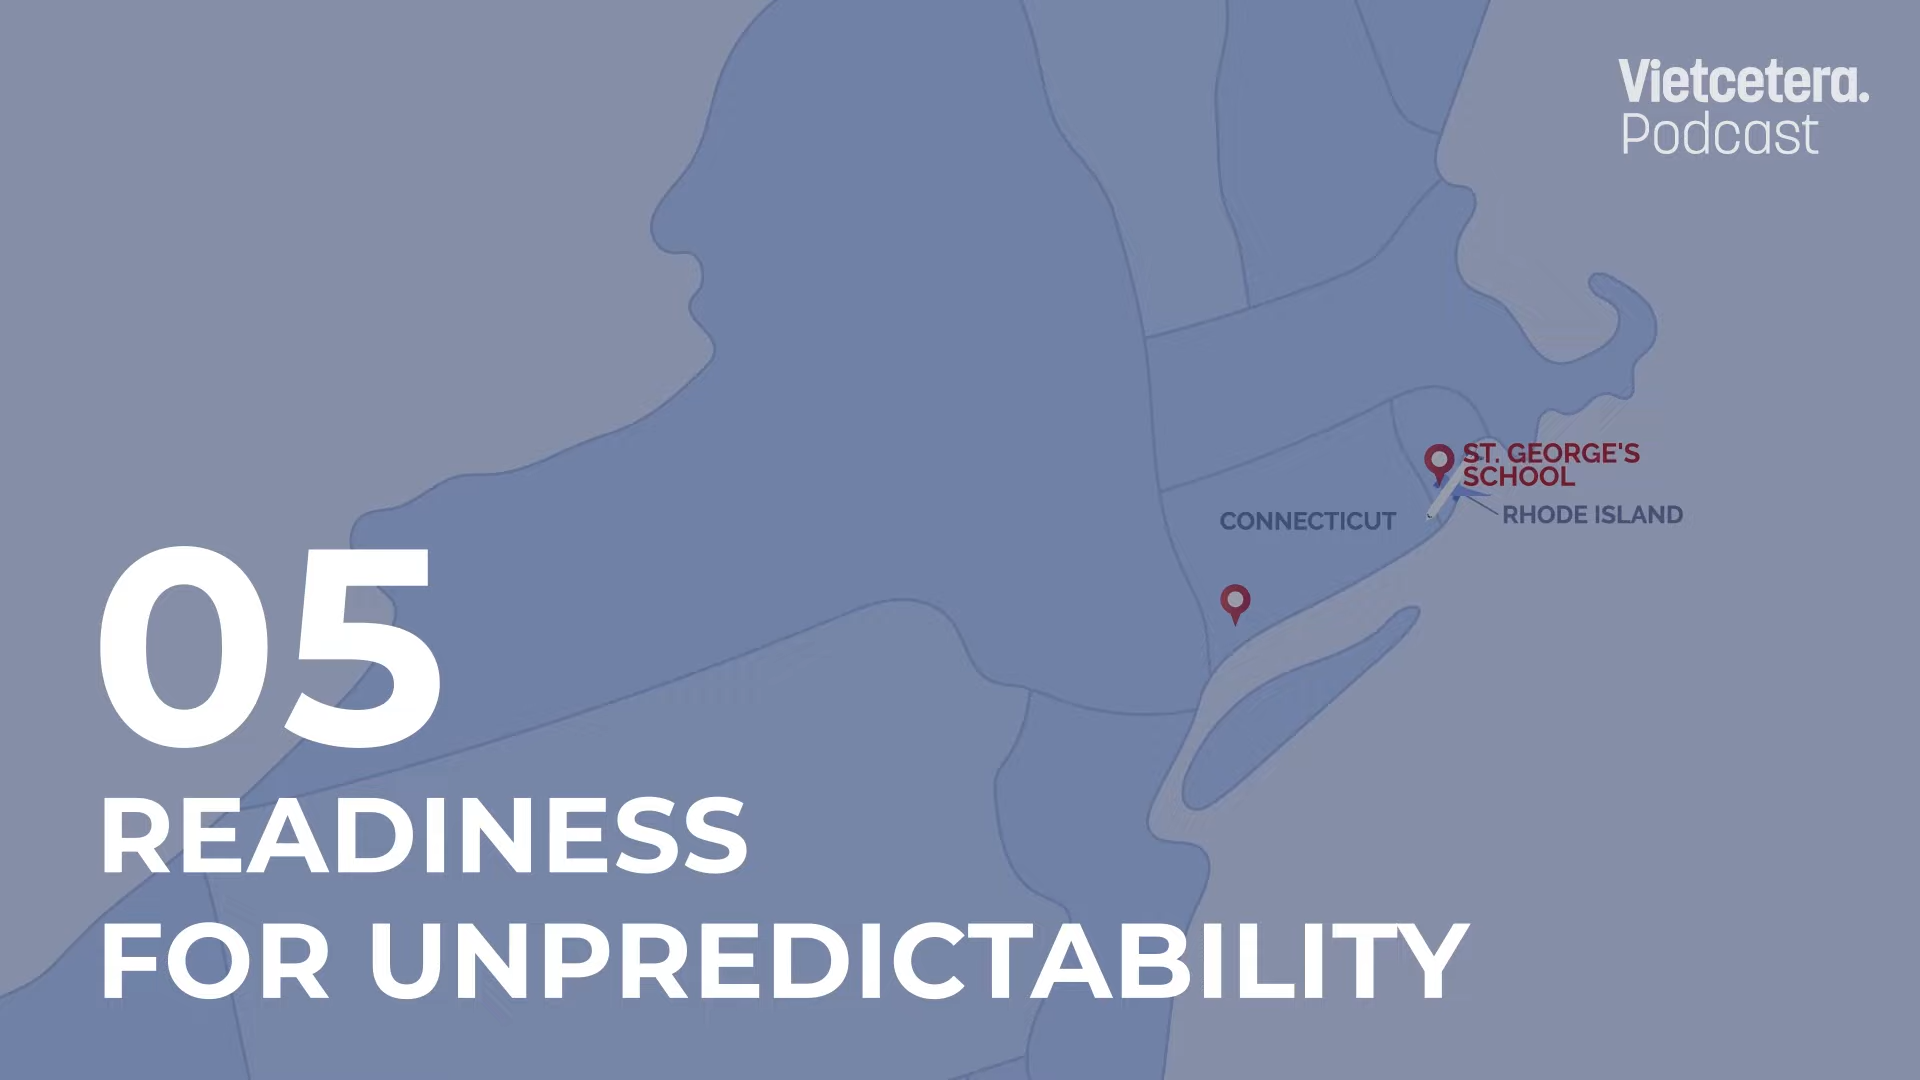 Vietcetera.
Podcast
ST. GEORGE'S
SCHOOL
CONNECTICUT
RHODE ISLAND
05
READINESS
FOR UNPREDICTABILITY